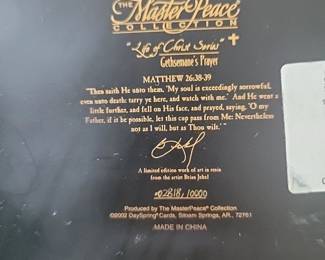 THE MasterPeace
COLLECTION
"Life of Christ Series"
Gethsemane's Prayer
MATTHEW 26:38-39
"Then saith He unto them, 'My soul is exceedingly sorrowful,
even unto death: tarry ye here, and watch with me.' And He went a
little further, and fell on His face, and prayed, saying, 'O my
Father, if it be possible, let this cup pass from Me: Nevertheless
not as I will, but as Thou wilt.'"
A limited edition work of art in resin
from the artist Brian Jekel
02818, 10000
Produced by The MasterPeace® Collection
©2002 DaySpring® Cards, Siloam Springs, AR., 72761
MADE IN CHINA